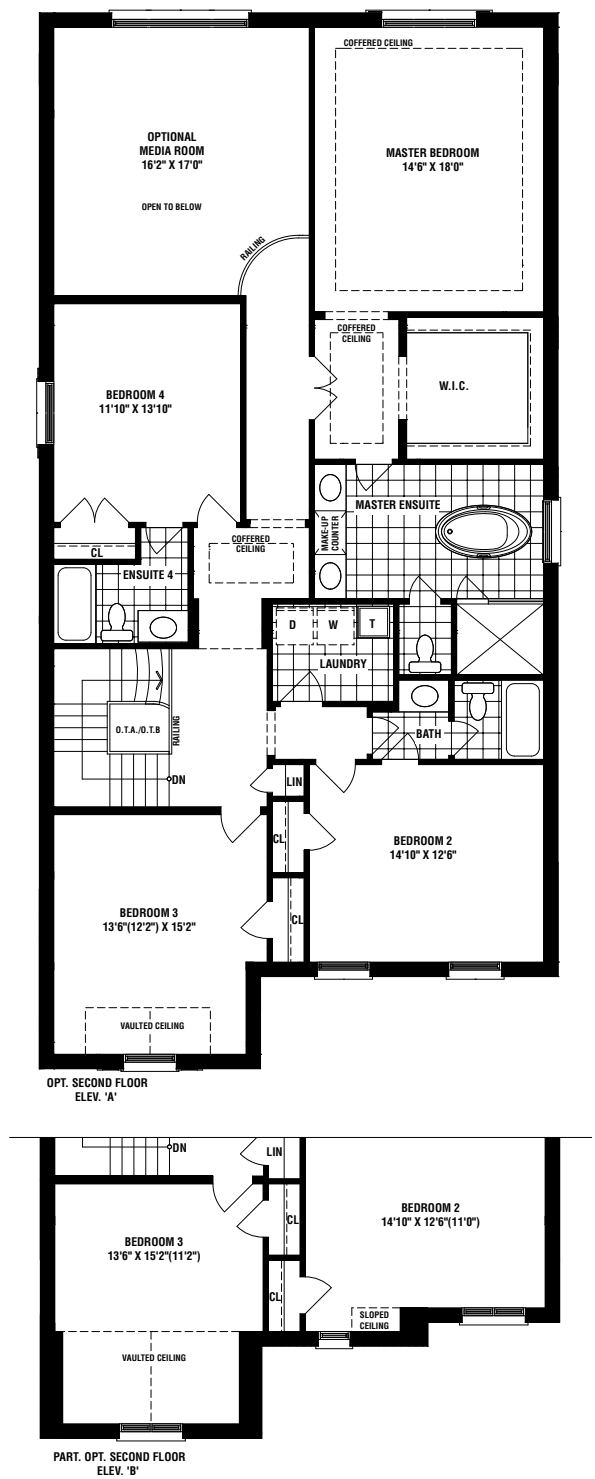 COFFERED CEILING
OPTIONAL
MEDIA ROOM
16'2" X 17'0"
OPEN TO BELOW
MASTER BEDROOM
14'6" X 18'0"
RAILING
COFFERED
CEILING
W.I.C.
BEDROOM 4
11'10" X 13'10"
MASTER ENSUITE
MAKE-UP
COUNTER
COFFERED
CEILING
CL
ENSUITE 4
D
W
T
LAUNDRY
O.T.A./O.T.B
RAILING
DN
BATH
LIN
CL
BEDROOM 2
14'10" X 12'6"
CL
BEDROOM 3
13'6"(12'2") X 15'2"
VAULTED CEILING
OPT. SECOND FLOOR
ELEV. 'A'
DN
LIN
BEDROOM 2
14'10" X 12'6"(11'0")
CL
BEDROOM 3
13'6" X 15'2"(11'2")
CL
SLOPED
CEILING
VAULTED CEILING
PART. OPT. SECOND FLOOR
ELEV. 'B'